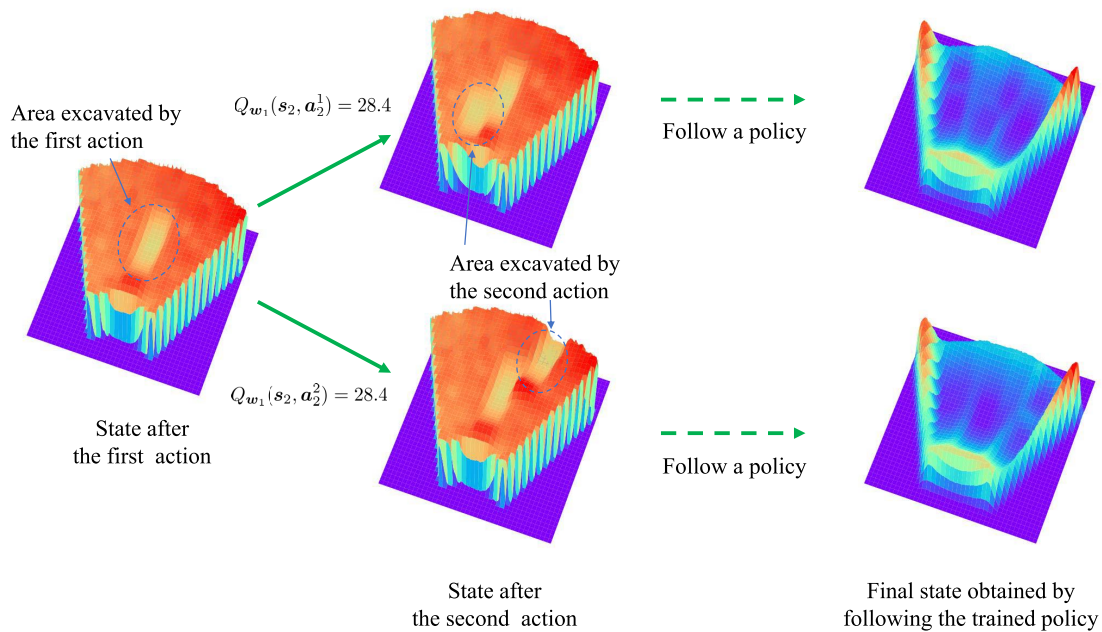 Area excavated by
the first action
Q_{w_1}(s_2, a_2^1) = 28.4
Follow a policy
Area excavated by
the second action
Q_{w_1}(s_2, a_2^2) = 28.4
State after
the first action
Follow a policy
State after
the second action
Final state obtained by
following the trained policy